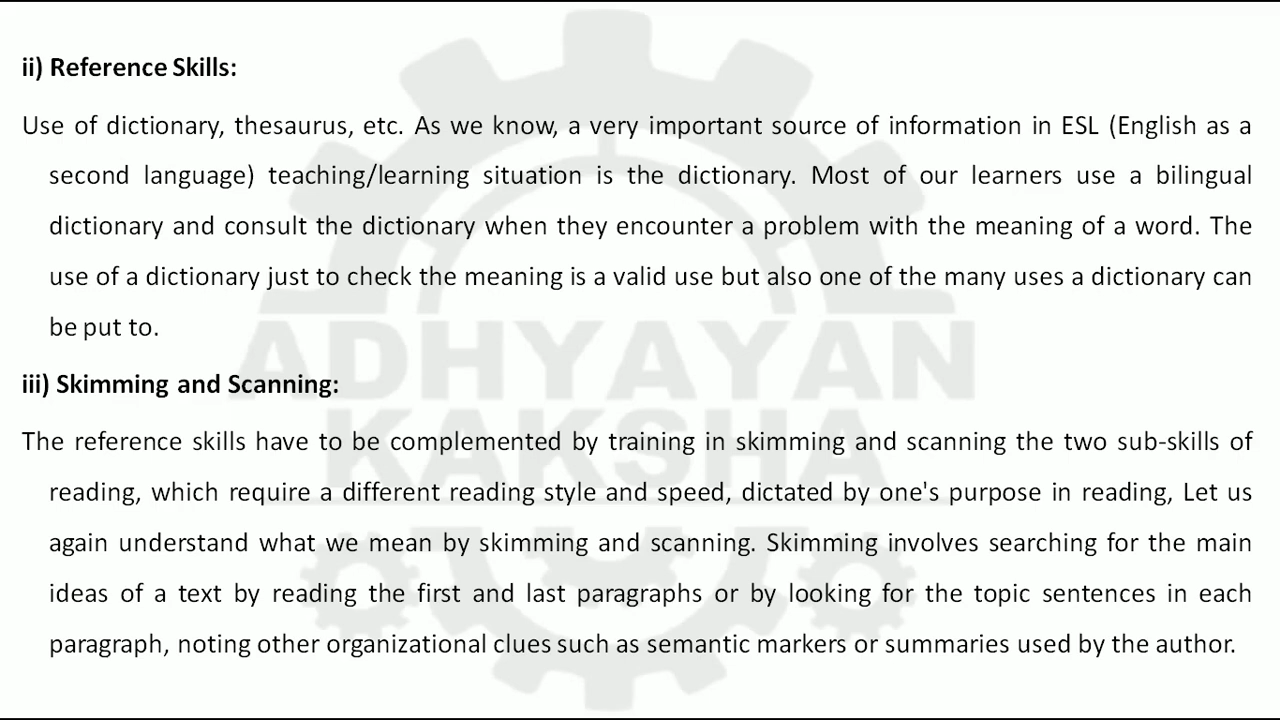 ii) Reference Skills:
Use of dictionary, thesaurus, etc. As we know, a very important source of information in ESL (English as a
second language) teaching/learning situation is the dictionary. Most of our learners use a bilingual
dictionary and consult the dictionary when they encounter a problem with the meaning of a word. The
use of a dictionary just to check the meaning is a valid use but also one of the many uses a dictionary can
be put to.
iii) Skimming and Scanning:
The reference skills have to be complemented by training in skimming and scanning the two sub-skills of
reading, which require a different reading style and speed, dictated by one's purpose in reading, Let us
again understand what we mean by skimming and scanning. Skimming involves searching for the main
ideas of a text by reading the first and last paragraphs or by looking for the topic sentences in each
paragraph, noting other organizational clues such as semantic markers or summaries used by the author.
ADHYAYAN
KAKSHA